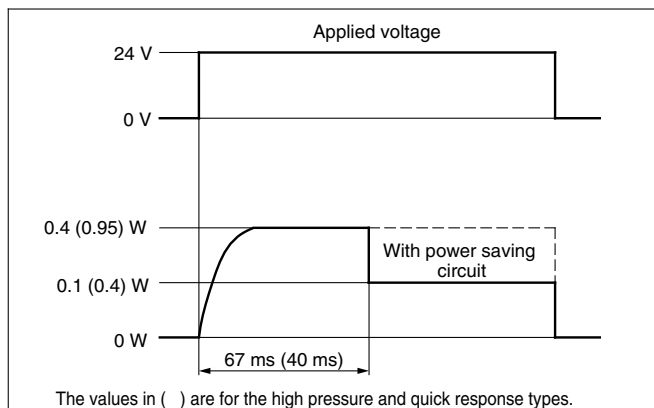 Applied voltage
24 V
0 V
0.4 (0.95) W
With power saving
circuit
0.1 (0.4) W
0 W
67 ms (40 ms)
The values in ( ) are for the high pressure and quick response types.